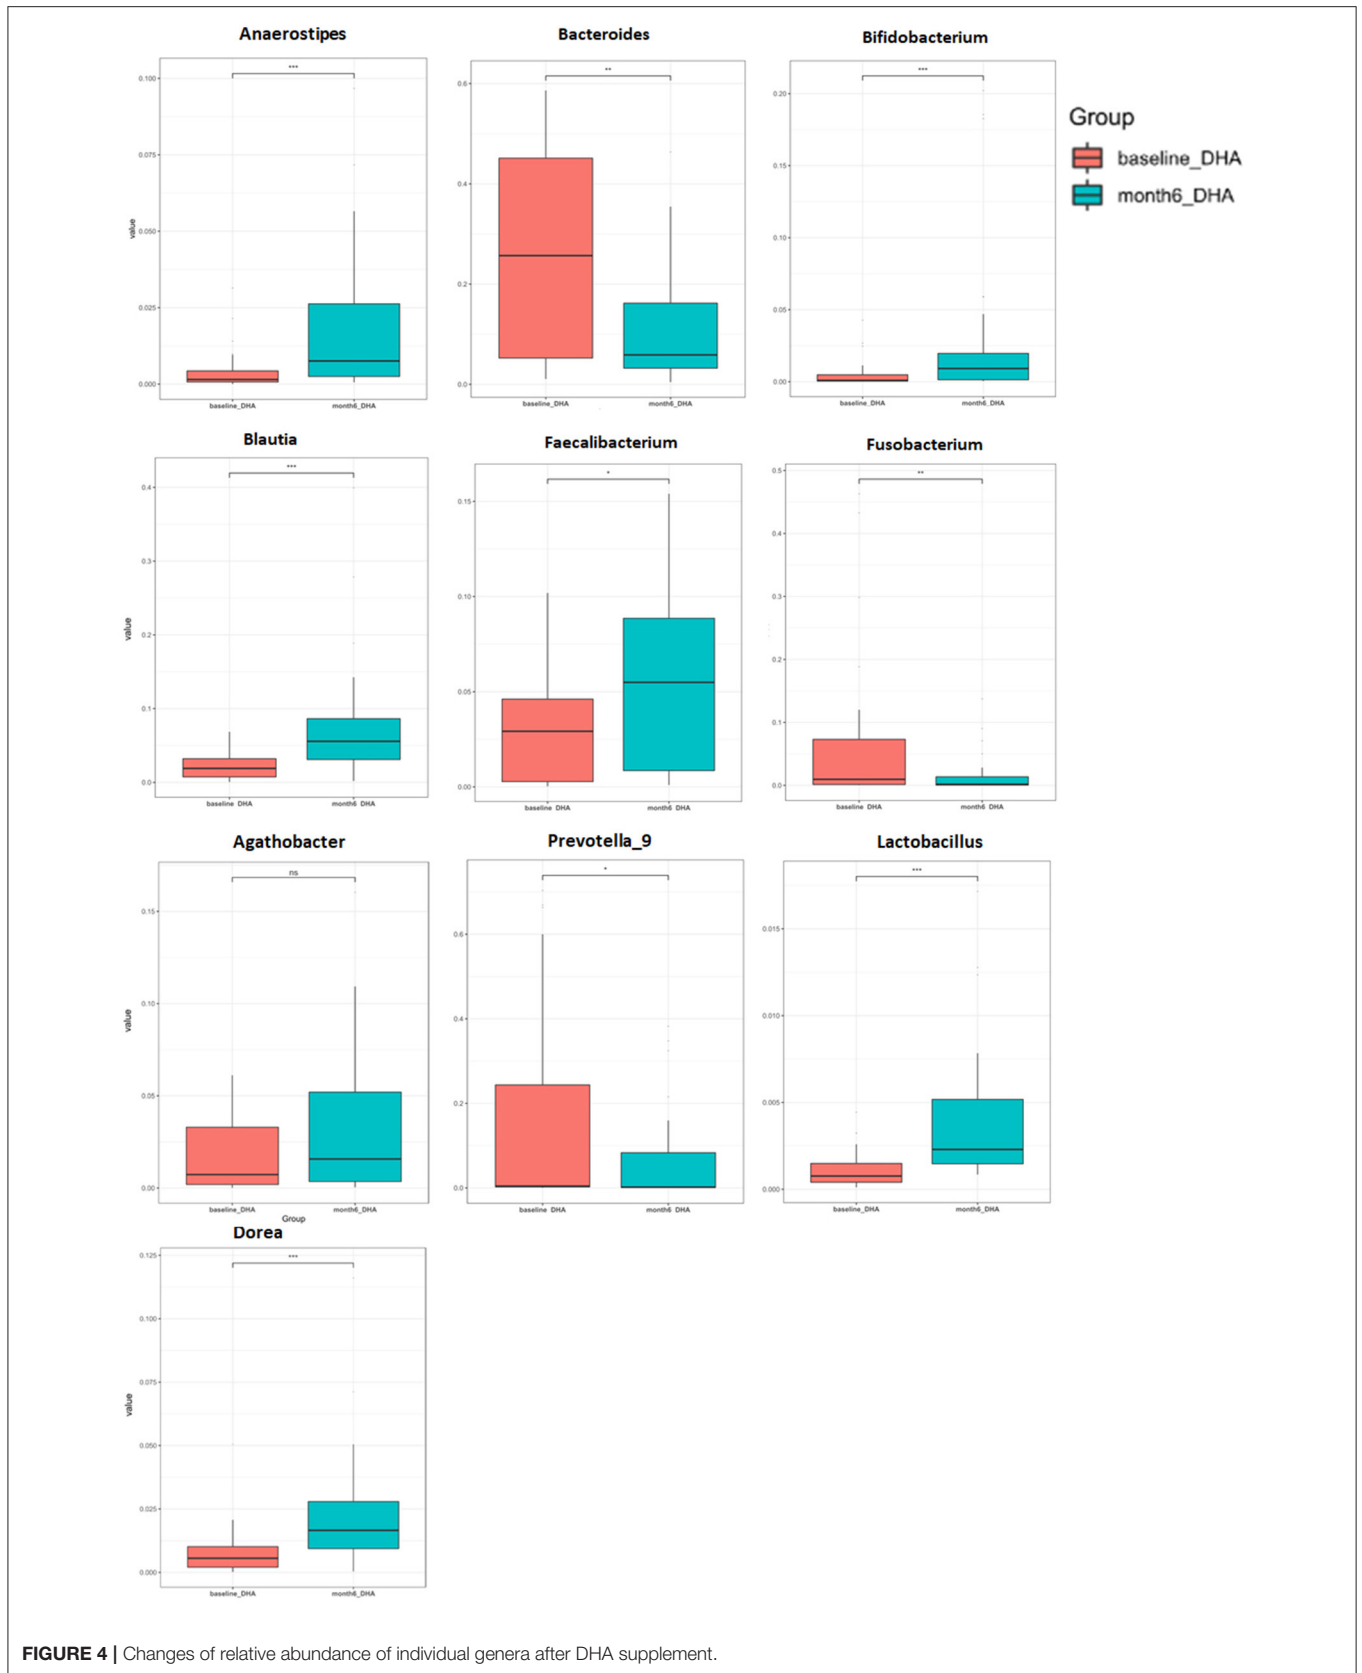 Anaerostipes
***
0.100
0.075
0.050
0.025
0.000
value
baseline_DHA month6_DHA
Bacteroides
**
0.6
0.4
0.2
0.0
baseline_DHA month6_DHA
Bifidobacterium
***
0.20
0.15
0.10
0.05
0.00
baseline_DHA month6_DHA
Group
baseline_DHA
month6_DHA
Blautia
***
0.4
0.3
0.2
0.1
0.0
value
baseline_DHA month6_DHA
Faecalibacterium
*
0.15
0.10
0.05
0.00
baseline_DHA month6_DHA
Fusobacterium
**
0.5
0.4
0.3
0.2
0.1
0.0
baseline_DHA month6_DHA
Agathobacter
ns
0.15
0.10
0.05
0.00
value
baseline_DHA month6_DHA
Group
Prevotella_9
*
0.6
0.4
0.2
0.0
baseline_DHA month6_DHA
Lactobacillus
***
0.015
0.010
0.005
0.000
baseline_DHA month6_DHA
Dorea
***
0.125
0.100
0.075
0.050
0.025
0.000
value
baseline_DHA month6_DHA
FIGURE 4 | Changes of relative abundance of individual genera after DHA supplement.